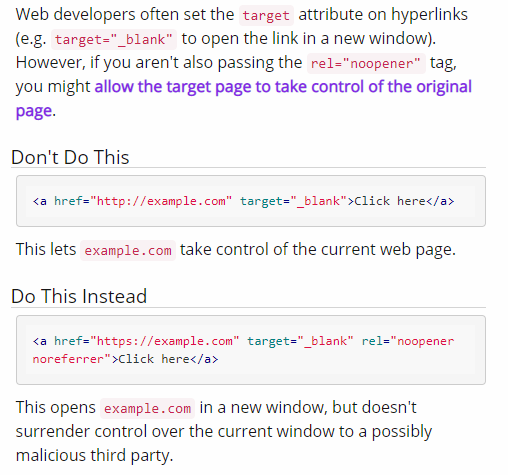 Web developers often set the target attribute on hyperlinks
(e.g. target="_blank" to open the link in a new window).
However, if you aren't also passing the rel="noopener" tag,
you might allow the target page to take control of the original
page.
Don't Do This
<a href="http://example.com" target="_blank">Click here</a>
This lets example.com take control of the current web page.
Do This Instead
<a href="https://example.com" target="_blank" rel="noopener
noreferrer">Click here</a>
This opens example.com in a new window, but doesn't
surrender control over the current window to a possibly
malicious third party.